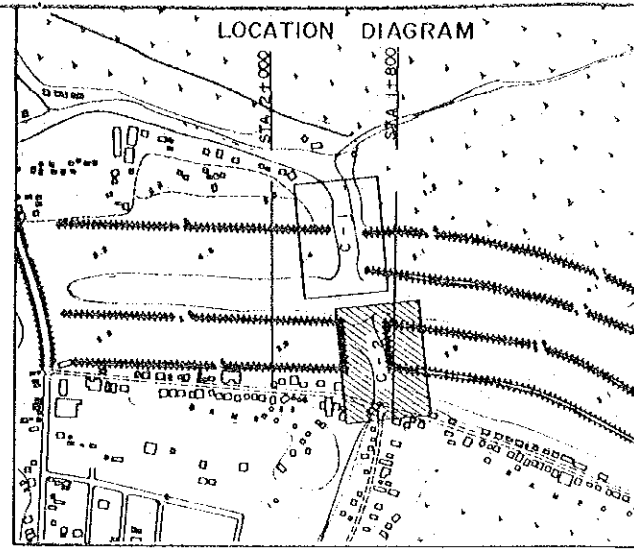 LOCATION DIAGRAM
STA 2+000
STA 1+800
C - 1
C - 2